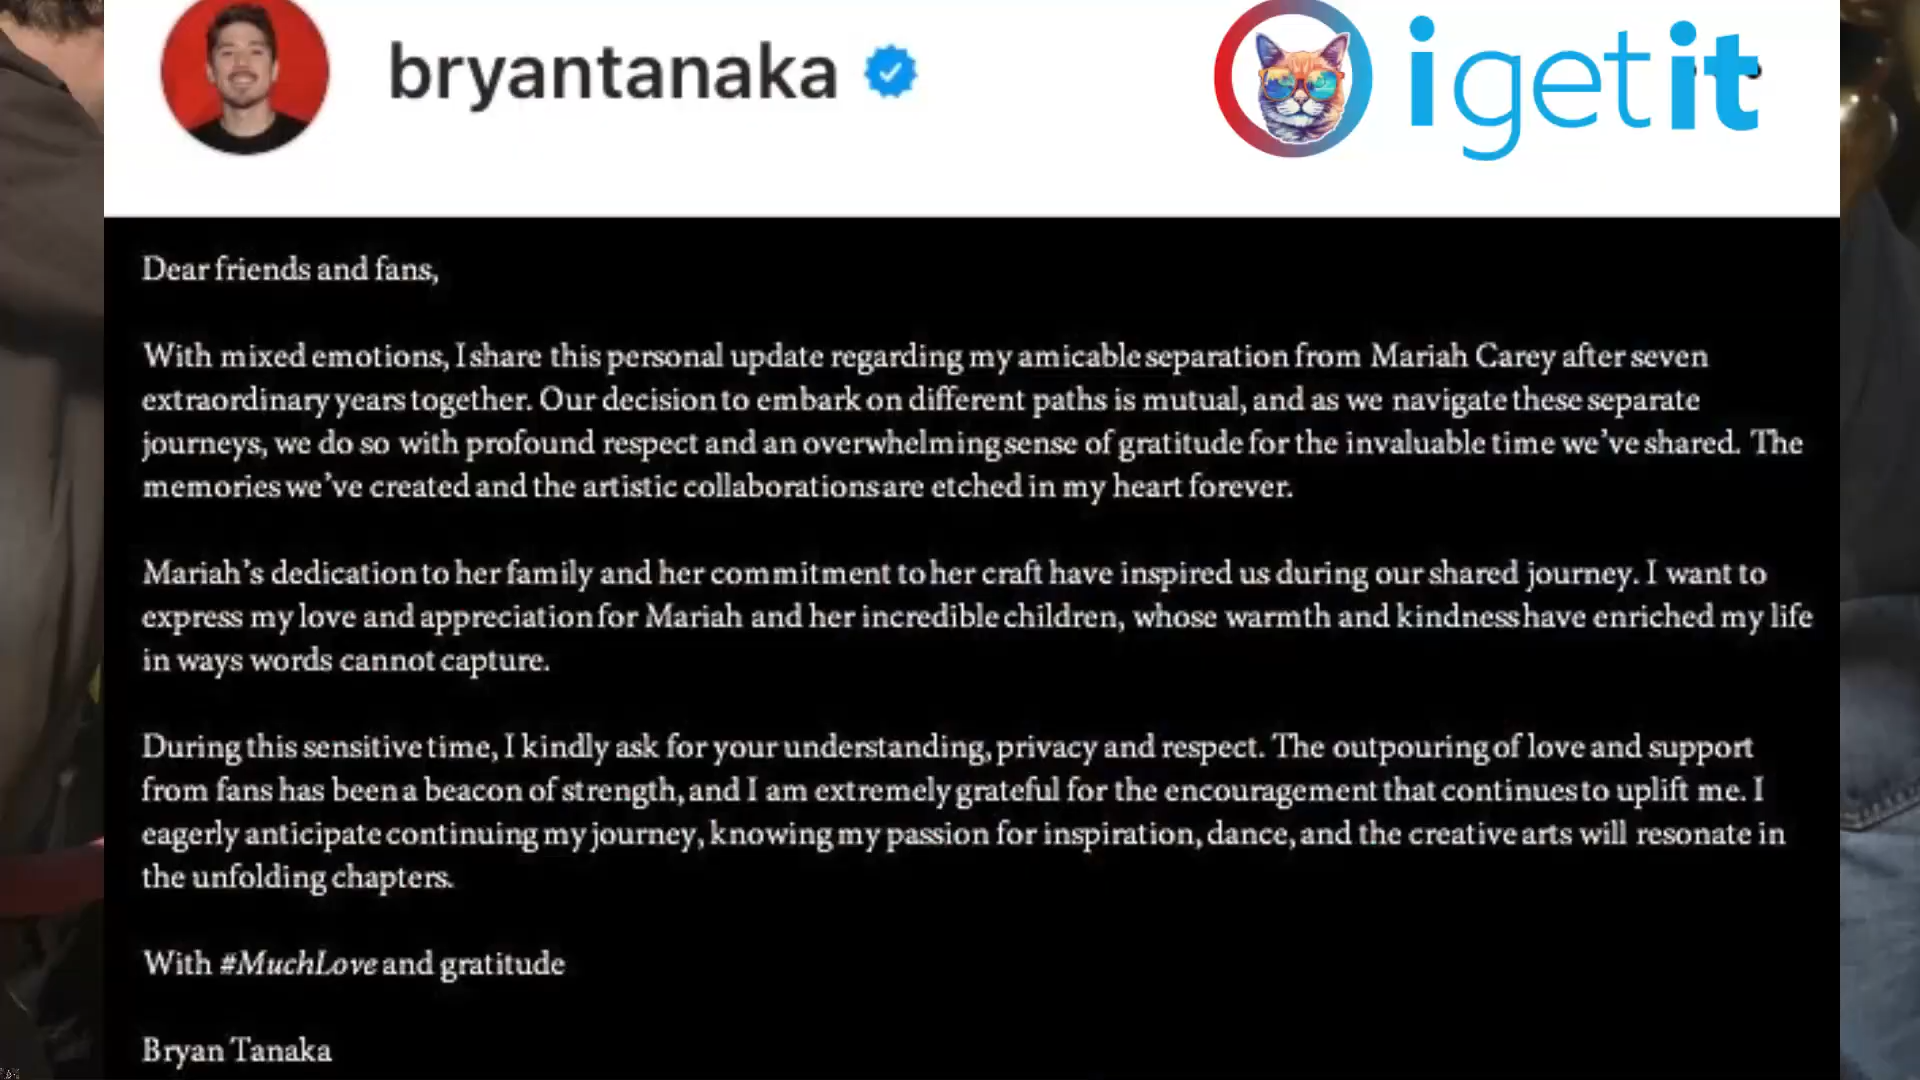 bryantanaka
igetit
Dear friends and fans,
With mixed emotions, I share this personal update regarding my amicable separation from Mariah Carey after seven
extraordinary years together. Our decision to embark on different paths is mutual, and as we navigate these separate
journeys, we do so with profound respect and an overwhelming sense of gratitude for the invaluable time we’ve shared. The
memories we’ve created and the artistic collaborations are etched in my heart forever.
Mariah’s dedication to her family and her commitment to her craft have inspired us during our shared journey. I want to
express my love and appreciation for Mariah and her incredible children, whose warmth and kindness have enriched my life
in ways words cannot capture.
During this sensitive time, I kindly ask for your understanding, privacy and respect. The outpouring of love and support
from fans has been a beacon of strength, and I am extremely grateful for the encouragement that continues to uplift me. I
eagerly anticipate continuing my journey, knowing my passion for inspiration, dance, and the creative arts will resonate in
the unfolding chapters.
With #MuchLove and gratitude
Bryan Tanaka